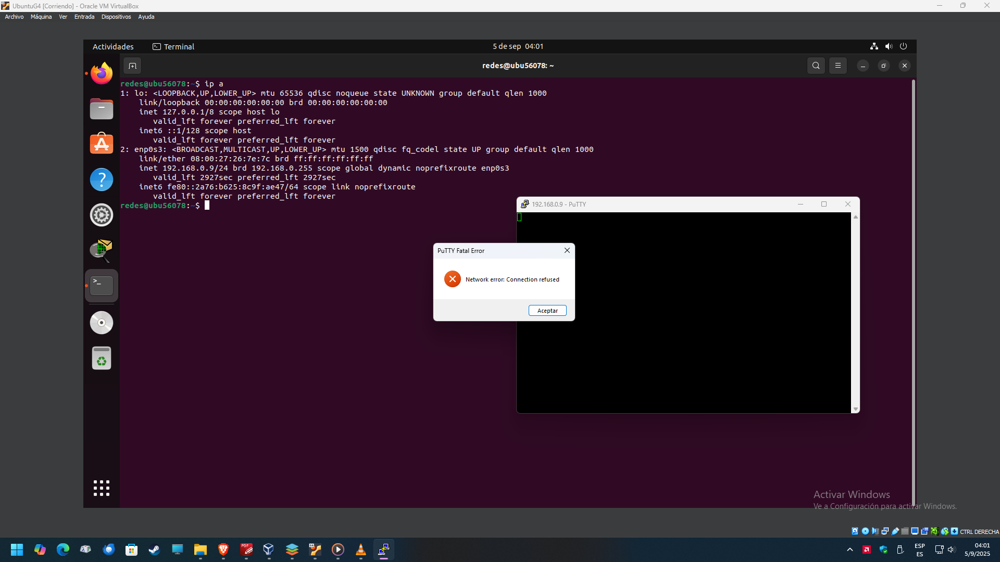 UbuntuG4 [Corriendo] - Oracle VM VirtualBox
Archivo Máquina Ver Entrada Dispositivos Ayuda
Actividades Terminal 5 de sep 04:01
redes@ubu56078: ~
redes@ubu56078:~$ ip a
1: lo: <LOOPBACK,UP,LOWER_UP> mtu 65536 qdisc noqueue state UNKNOWN group default qlen 1000
link/loopback 00:00:00:00:00:00 brd 00:00:00:00:00:00
inet 127.0.0.1/8 scope host lo
valid_lft forever preferred_lft forever
inet6 ::1/128 scope host
valid_lft forever preferred_lft forever
2: enp0s3: <BROADCAST,MULTICAST,UP,LOWER_UP> mtu 1500 qdisc fq_codel state UP group default qlen 1000
link/ether 08:00:27:26:7e:7c brd ff:ff:ff:ff:ff:ff
inet 192.168.0.9/24 brd 192.168.0.255 scope global dynamic noprefixroute enp0s3
valid_lft 2927sec preferred_lft 2927sec
inet6 fe80::2a76:b625:8c9f:ae47/64 scope link noprefixroute
valid_lft forever preferred_lft forever
redes@ubu56078:~$
192.168.0.9 - PuTTY
PuTTY Fatal Error
Network error: Connection refused
Aceptar
Activar Windows
Ve a Configuración para activar Windows.
CTRL DERECHA
ESP
ES
04:01
5/9/2025